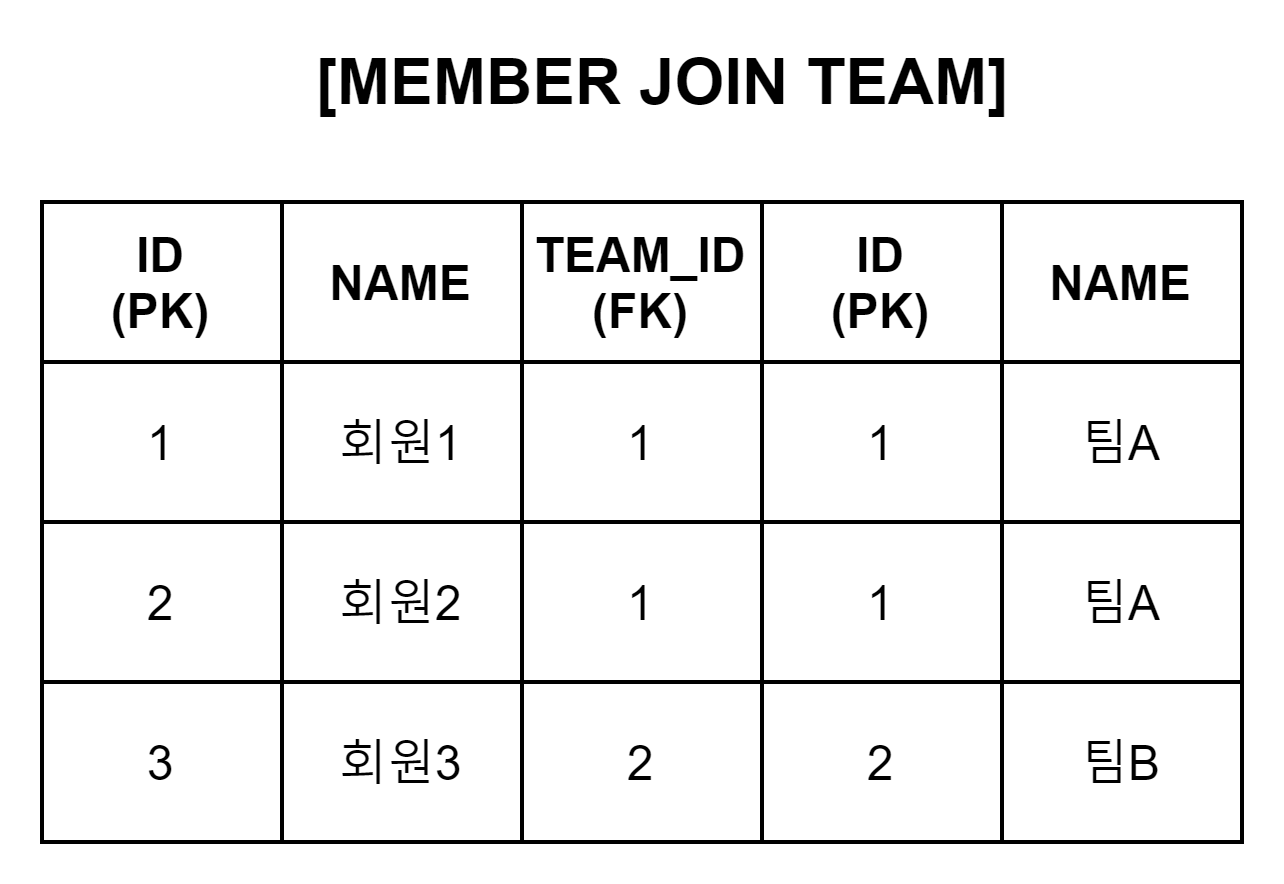 [MEMBER JOIN TEAM]
ID (PK) NAME TEAM_ID (FK) ID (PK) NAME
1 회원1 1 1 팀A
2 회원2 1 1 팀A
3 회원3 2 2 팀B